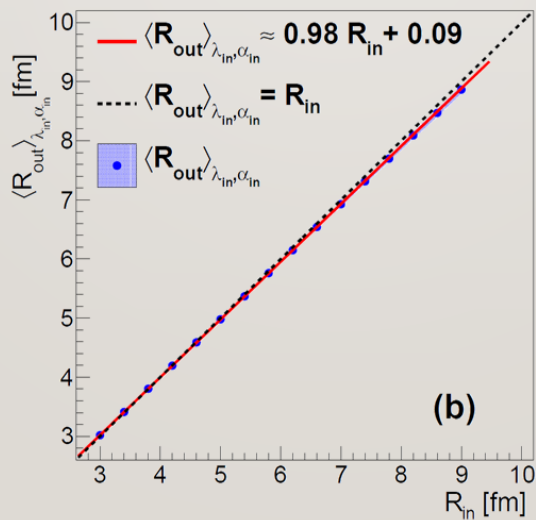 ⟨R_out⟩_λin,αin ≈ 0.98 R_in + 0.09
⟨R_out⟩_λin,αin = R_in
⟨R_out⟩_λin,αin
⟨R_out⟩_λin,αin [fm]
10
9
8
7
6
5
4
3
(b)
3 4 5 6 7 8 9 10
R_in [fm]